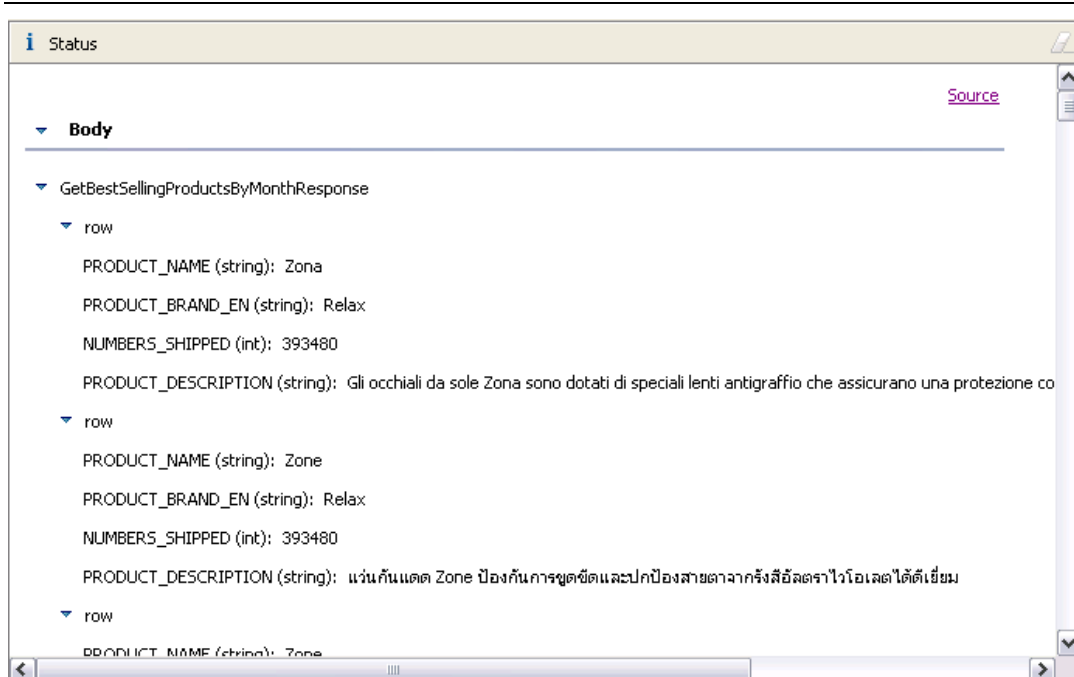 i Status
Source
Body
GetBestSellingProductsByMonthResponse
row
PRODUCT_NAME (string): Zona
PRODUCT_BRAND_EN (string): Relax
NUMBERS_SHIPPED (int): 393480
PRODUCT_DESCRIPTION (string): Gli occhiali da sole Zona sono dotati di speciali lenti antigraffio che assicurano una protezione co
row
PRODUCT_NAME (string): Zone
PRODUCT_BRAND_EN (string): Relax
NUMBERS_SHIPPED (int): 393480
PRODUCT_DESCRIPTION (string): แว่นกันแดด Zone ป้องกันการขูดขีดและปกป้องสายตาจากรังสีอัลตราไวโอเลตได้ดีเยี่ยม
row
PRODUCT_NAME (string): Zone